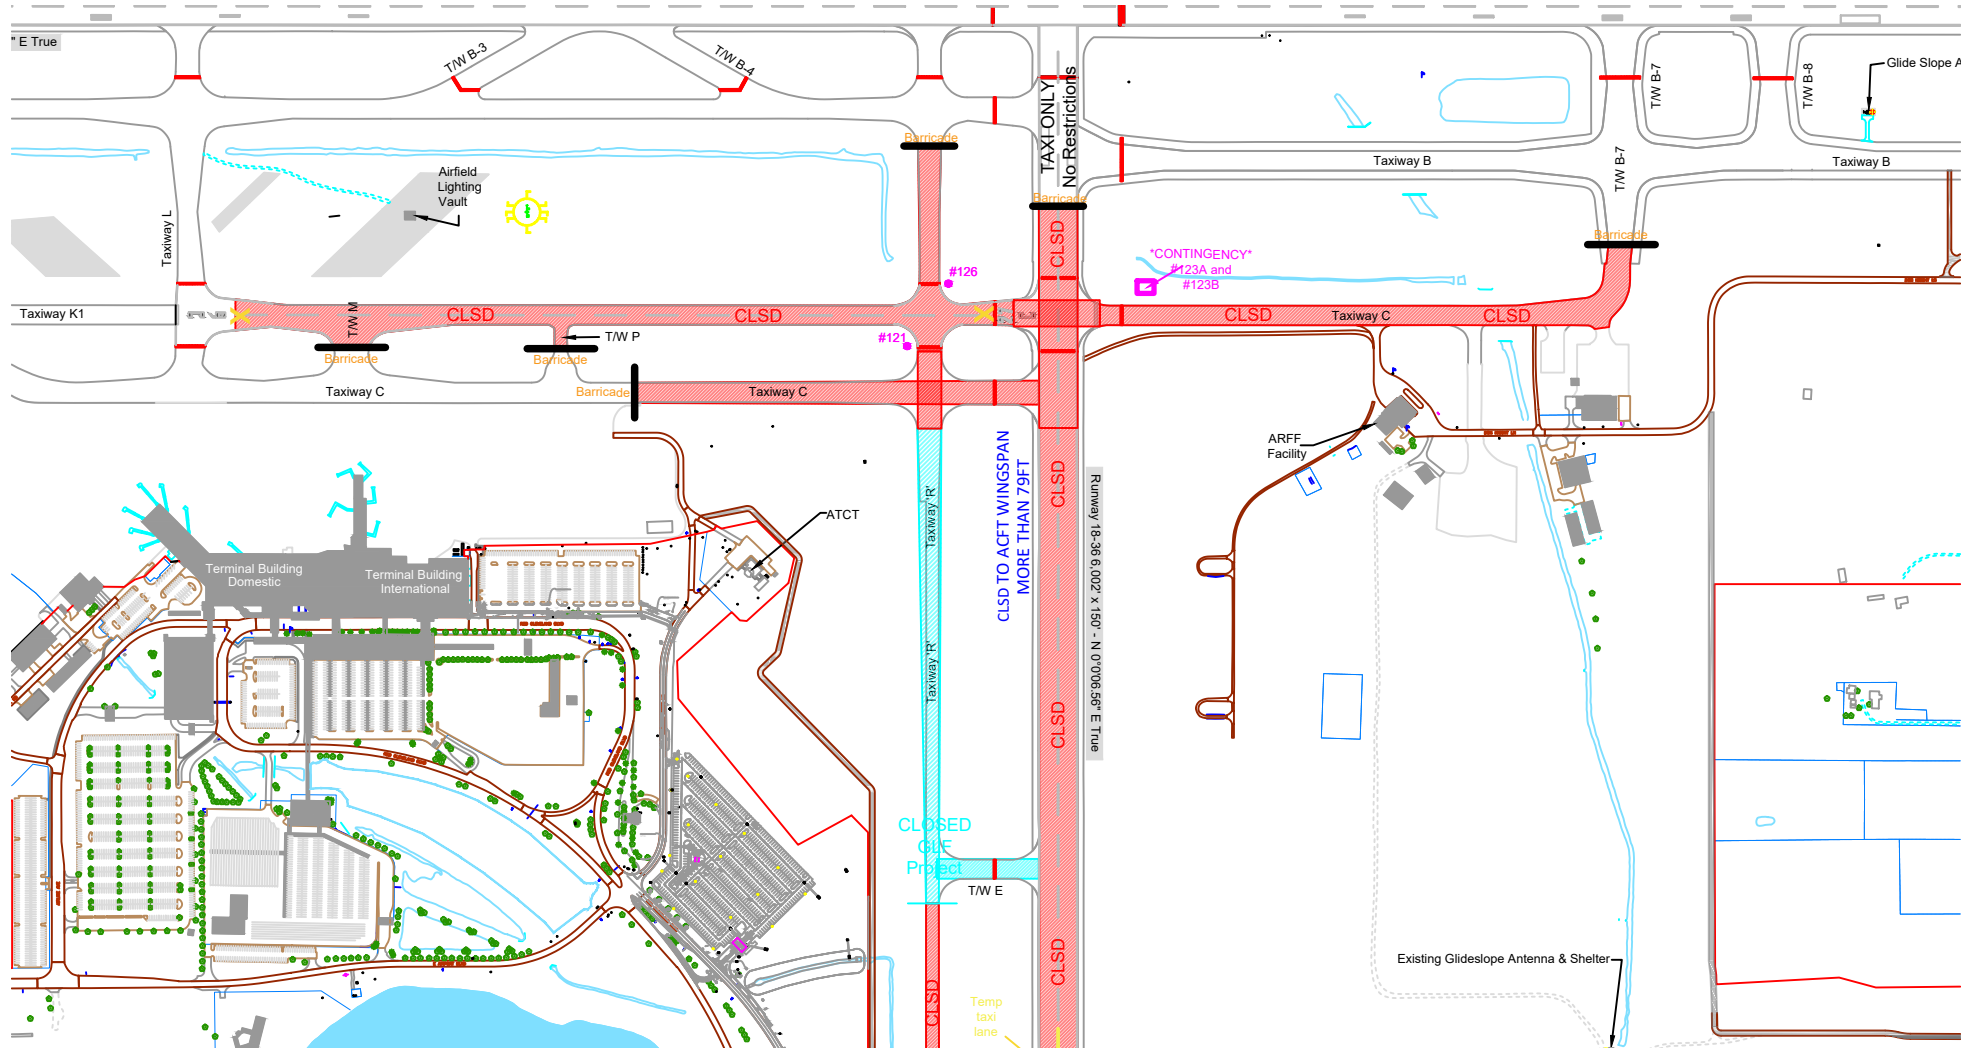 " E True
T/W B-3
T/W B-4
TAXI ONLY
No Restrictions
T/W B-7
T/W B-8
Glide Slope A
Barricade
Taxiway B
Taxiway B
T/W B-7
Airfield
Lighting
Vault
Taxiway L
Barricade
CLSD
Barricade
*CONTINGENCY*
#123A and
#123B
#126
Taxiway K1
T/W M
CLSD
CLSD
CLSD
Taxiway C
CLSD
T/W P
#121
Barricade
Barricade
Taxiway C
Barricade
Taxiway C
CLSD TO ACFT WINGSPAN
MORE THAN 79FT
CLSD
Runway 18-36 6,002' x 150' - N 0°00'06.56" E True
ARFF
Facility
Taxiway 'R'
ATCT
Terminal Building
Domestic
Terminal Building
International
Taxiway 'R'
CLSD
CLOSED
GLF
Project
T/W E
CLSD
CLSD
Existing Glideslope Antenna & Shelter
Temp
taxi
lane